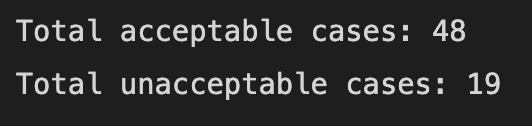 Total acceptable cases: 48
Total unacceptable cases: 19